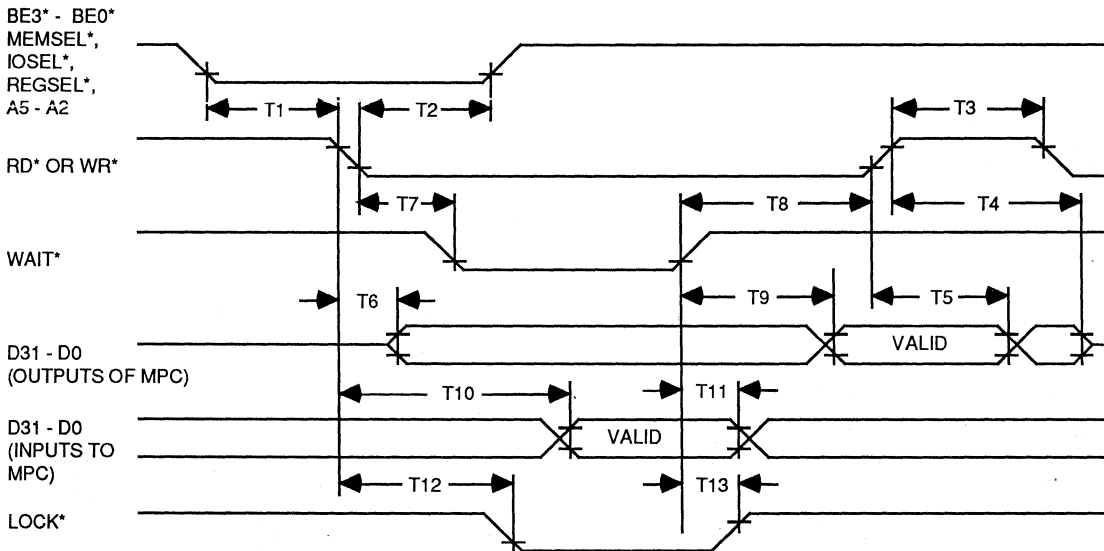 BE3* - BE0*
MEMSEL*,
IOSEL*,
REGSEL*,
A5 - A2
T1
T2
T3
RD* OR WR*
T7
T8
T4
WAIT*
T6
T9
T5
D31 - D0
(OUTPUTS OF MPC)
VALID
T10
T11
D31 - D0
(INPUTS TO
MPC)
VALID
T12
T13
LOCK*